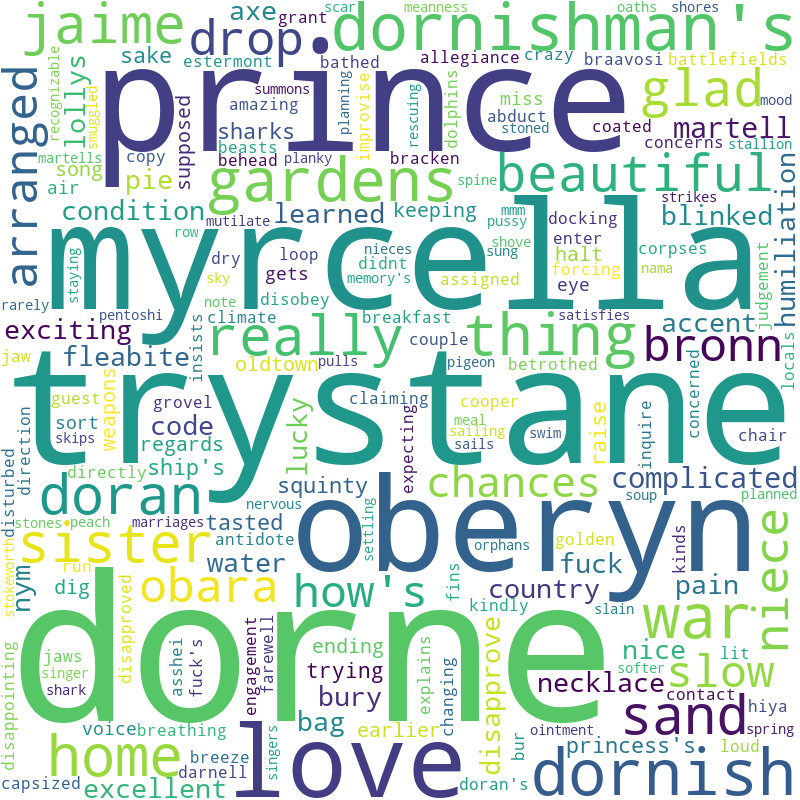 scar meanness oaths shores
jaime axe grant dornishman's
drop. sake estermont bathed allegiance crazy braavosi battlefields
prince
recognizable smuggled lollys amazing summons planning improvise rescuing dolphins miss glad mood
arranged supposed sharks abduct stoned coated martell
martells copy beasts behead planky bracken concerns stallion
song air pie gardens spine beautiful
mutilate strikes
condition learned keeping mmm pussy docking blinked humiliation
row dry loop nieces sung shove enter halt corpses judgement
staying myrcella
sky gets didnt memory's assigned eye forcing nama
rarely pentoshi note climate disobey breakfast satisfies accent locals
exciting insists really thing bronn
jaw fleabite oldtown couple pulls pigeon betrothed
trystane
guest weapons grovel claiming cooper inquire concerned
sort skips code lucky meal sailing raise chair
direction regards directly sails swim
disturbed doran ship's squinty expecting chances complicated
stones peach marriages tasted nervous soup planned
stokeworth sister antidote settling oberyn orphans golden kinds niece
run water fuck
nym dig obara how's fins country pain
disappointing disapproved dorne kindly slain war
jaws asshei fuck's engagement farewell ending explains disapprove nice lit
singer trying softer slow
shark bury necklace contact
voice breathing bag earlier changing sand hiya
home breeze singers love bur ointment princess's loud spring
capsized darnell doran's dornish
excellent